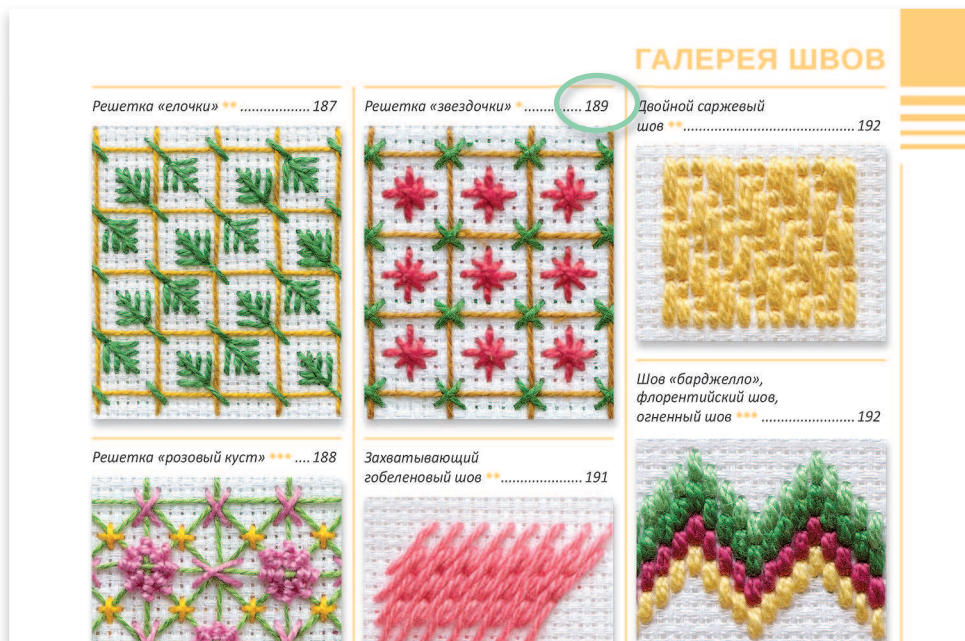 ГАЛЕРЕЯ ШВОВ
Решетка «елочки» ** .................. 187
Решетка «розовый куст» *** .... 188
Решетка «звездочки» * ............... 189
Захватывающий
гобеленовый шов ** ..................... 191
Двойной саржевый
шов ** ............................................ 192
Шов «барджелло»,
флорентийский шов,
огненный шов *** ........................ 192